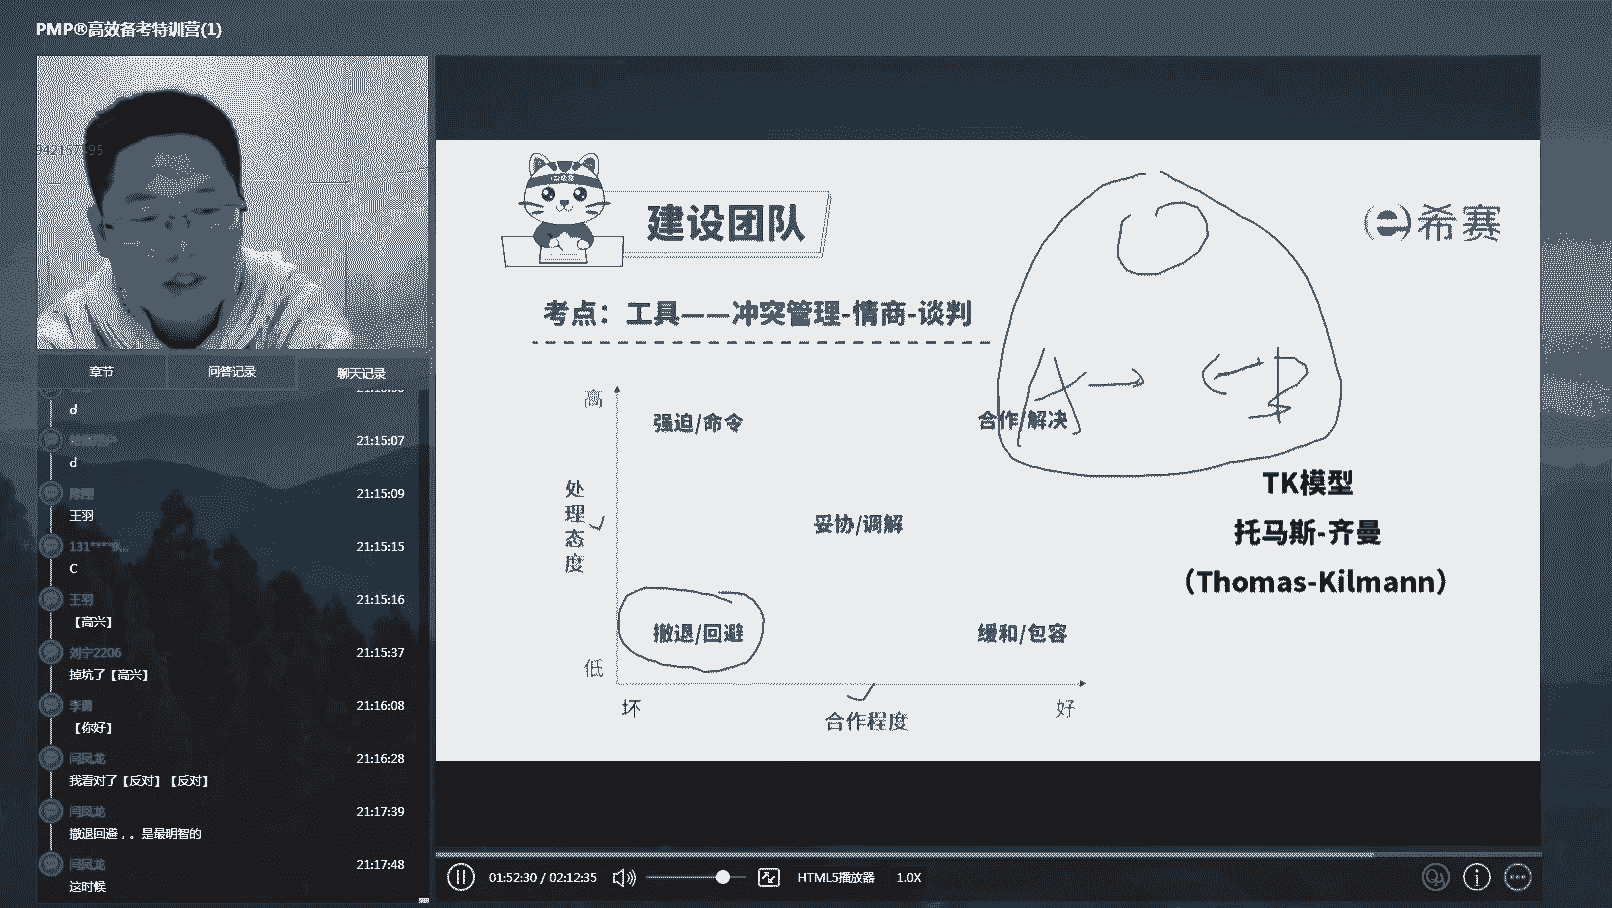 PMP®高效备考特训营(1)
章节
问答记录
聊天记录
d
21:15:07
d
21:15:09
王羽
131****9...
21:15:15
C
王羽
21:15:16
【高兴】
刘宁2206
21:15:37
掉坑了【高兴】
李勇
21:16:08
【你好】
闫凤龙
21:16:28
我看对了【反对】【反对】
闫凤龙
21:17:39
撤退回避，。是最明智的
闫凤龙
21:17:48
这时候
建设团队
希赛
考点：工具——冲突管理-情商-谈判
高
强迫/命令
合作/解决
A
B
处理态度
妥协/调解
撤退/回避
缓和/包容
低
坏
合作程度
好
TK模型
托马斯-齐曼
（Thomas-Kilmann）
01:52:30 / 02:12:35
HTML5播放器
1.0X